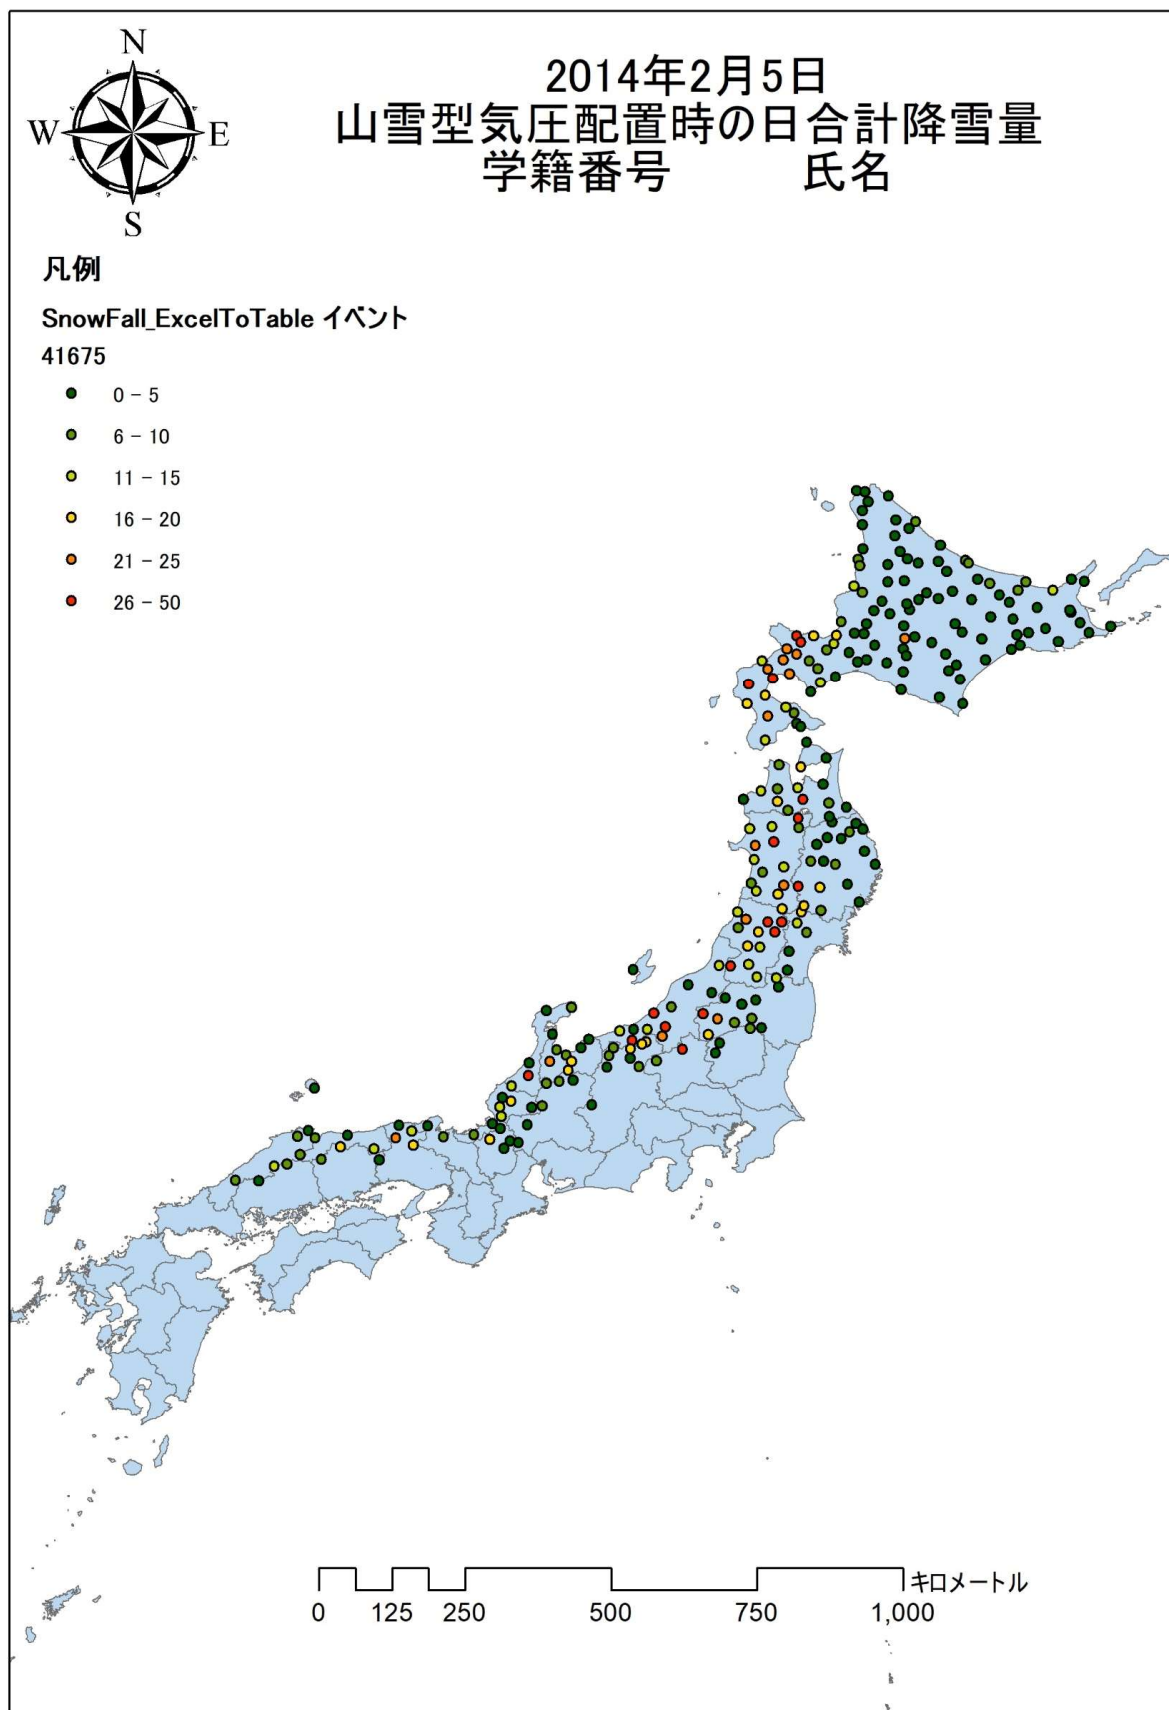 N
W E
S
2014年2月5日
山雪型気圧配置時の日合計降雪量
学籍番号 氏名
凡例
SnowFall_ExcelToTable イベント
41675
0 - 5
6 - 10
11 - 15
16 - 20
21 - 25
26 - 50
キロメートル
0 125 250 500 750 1,000